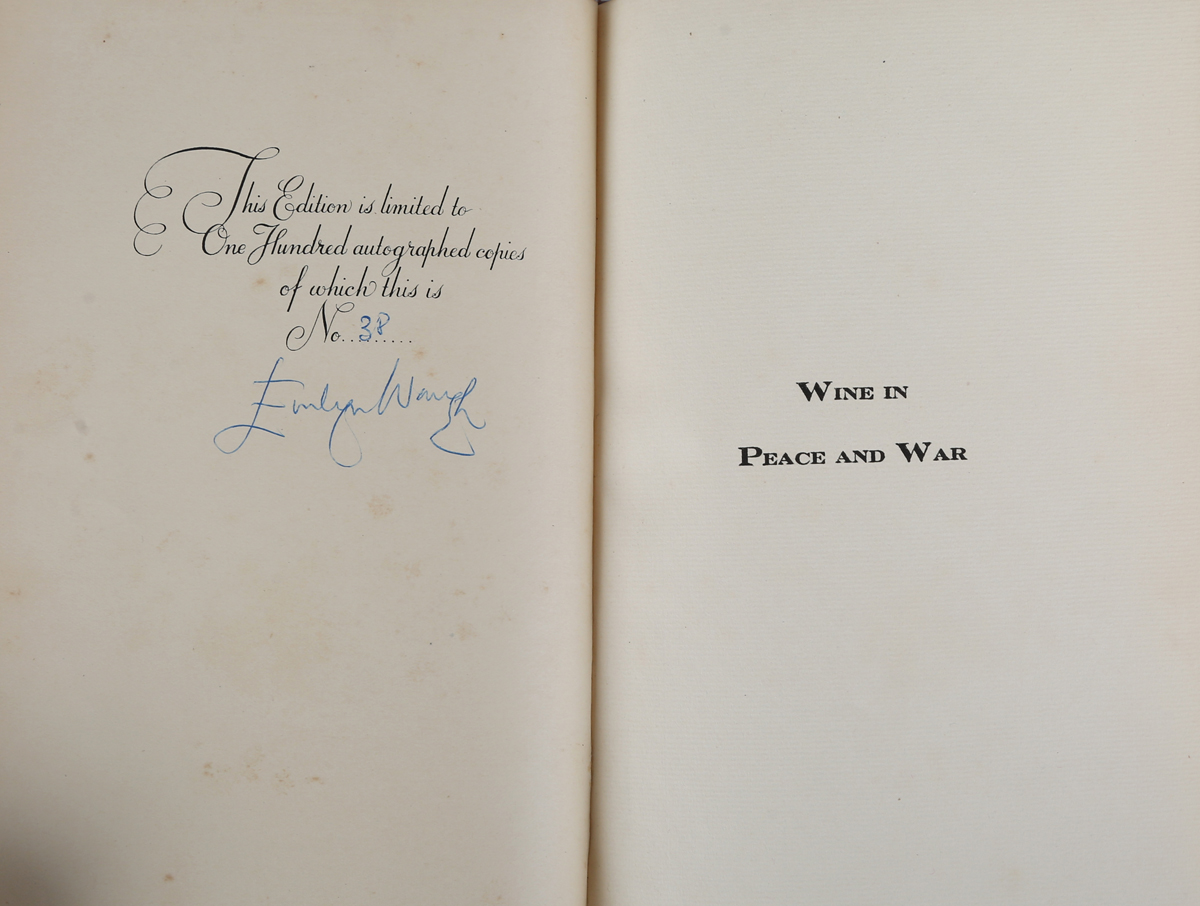 This Edition is limited to
One Hundred autographed copies
of which this is
No..38.....
Evelyn Waugh
WINE IN
PEACE AND WAR